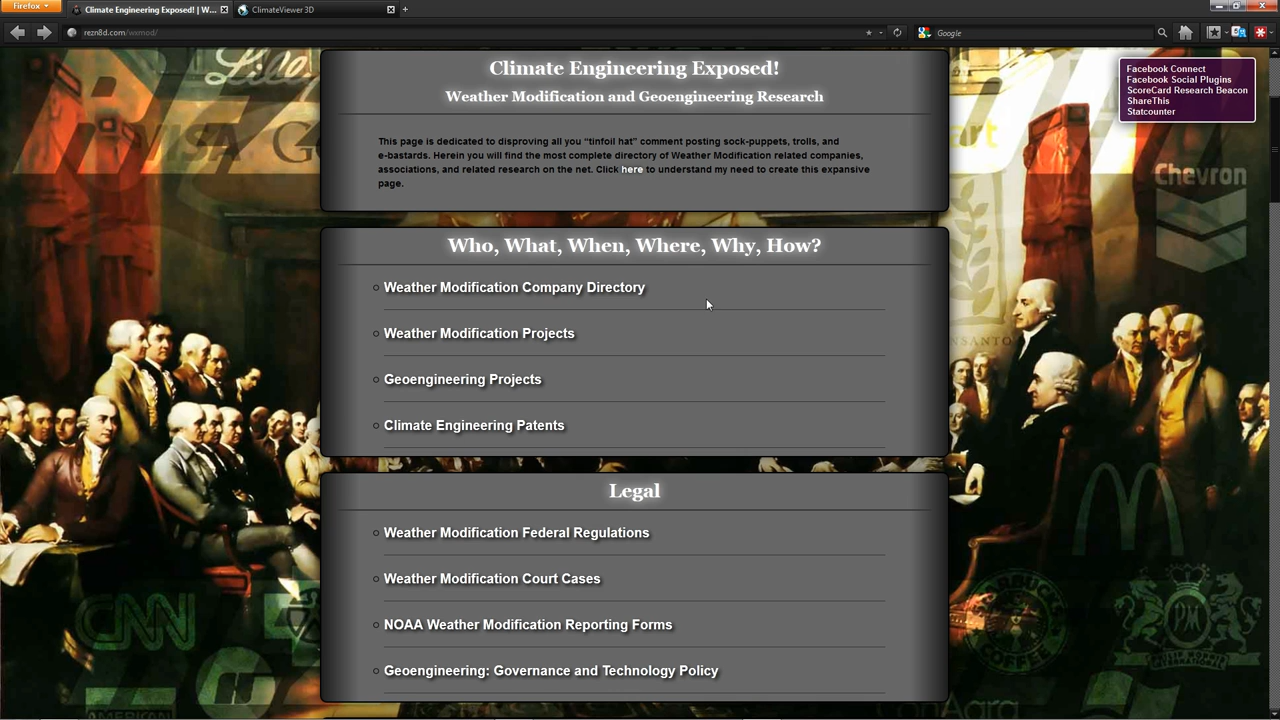 Firefox
Climate Engineering Exposed! | W...
ClimateViewer 3D
rezn8d.com/wxmod/
Google
Climate Engineering Exposed!
Weather Modification and Geoengineering Research
This page is dedicated to disproving all you “tinfoil hat” comment posting sock-puppets, trolls, and
e-bastards. Herein you will find the most complete directory of Weather Modification related companies,
associations, and related research on the net. Click here to understand my need to create this expansive
page.
Facebook Connect
Facebook Social Plugins
ScoreCard Research Beacon
ShareThis
Statcounter
VISA
Chevron
Who, What, When, Where, Why, How?
Weather Modification Company Directory
Weather Modification Projects
Geoengineering Projects
Climate Engineering Patents
Legal
Weather Modification Federal Regulations
Weather Modification Court Cases
NOAA Weather Modification Reporting Forms
Geoengineering: Governance and Technology Policy
CNN
COFFEE
PM
AMERICAN
ConAgra